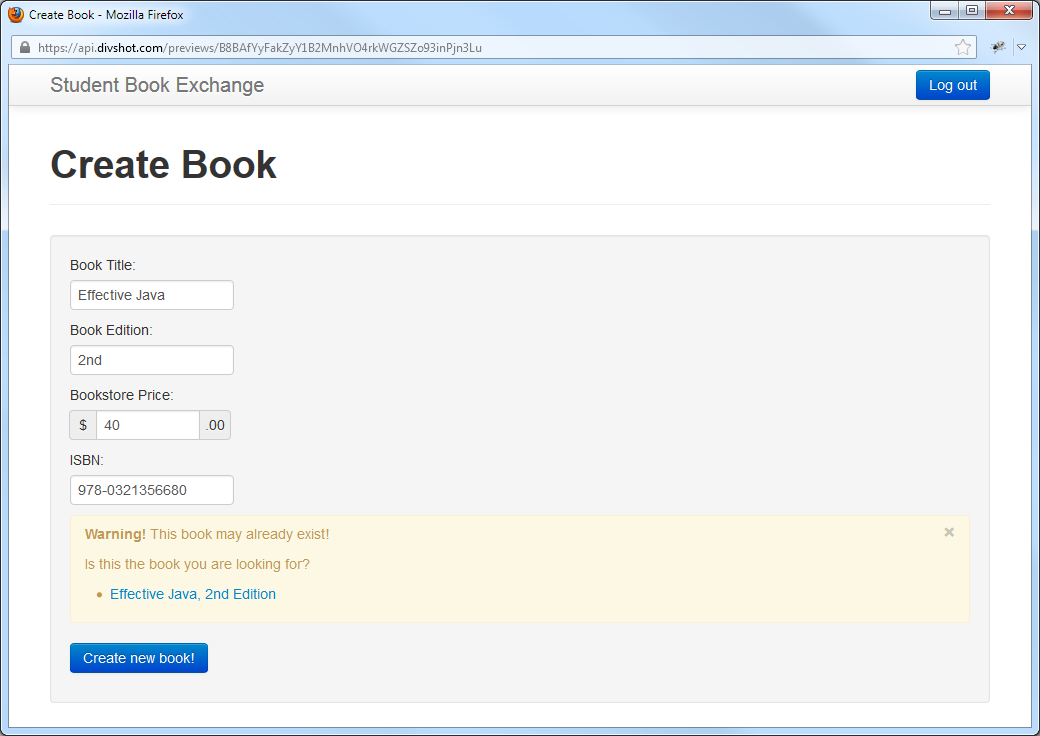 Create Book - Mozilla Firefox
https://api.divshot.com/previews/B8BAfYyFakZyY1B2MnhVO4rkWGZSZo93inPjn3Lu
Student Book Exchange
Log out
Create Book
Book Title:
Effective Java
Book Edition:
2nd
Bookstore Price:
$ 40 .00
ISBN:
978-0321356680
Warning! This book may already exist!
Is this the book you are looking for?
• Effective Java, 2nd Edition
Create new book!